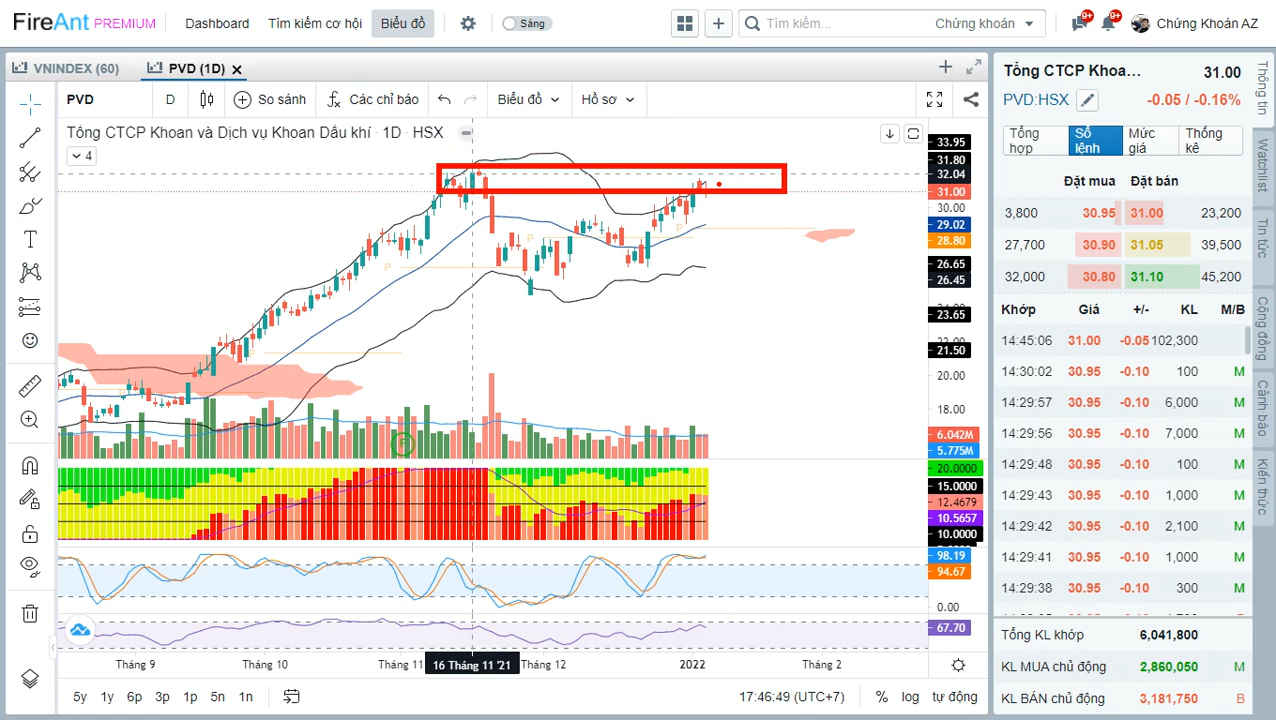 FireAnt PREMIUM Dashboard Tìm kiếm cơ hội Biểu đồ Sáng Tìm kiếm. Chứng khoán 9+ 9+ Chứng Khoán AZ
VNINDEX (60) PVD (1D)
PVD D So sánh Các chỉ báo Biểu đồ Hồ sơ
Tổng CTCP Khoan và Dịch vụ Khoan Dầu khí · 1D · HSX
4
P
P
P
33.95
31.80
32.04
31.00
30.00
29.02
28.80
26.65
26.45
23.65
21.50
20.00
18.00
6.042M
5.775M
20.0000
15.0000
12.4679
10.5657
10.0000
98.19
94.67
0.00
67.70
Tháng 9 Tháng 10 Tháng 11 16 Tháng 11 '21 Tháng 12 2022 Tháng 2
5y 1y 6p 3p 1p 5n 1n 17:46:49 (UTC+7) % log tự động
Tổng CTCP Khoa... 31.00
PVD:HSX -0.05 / -0.16%
Tổng hợp Sổ lệnh Mức giá Thống kê
Đặt mua Đặt bán
3,800 30.95 31.00 23,200
27,700 30.90 31.05 39,500
32,000 30.80 31.10 45,200
Khớp Giá +/- KL M/B
14:45:06 31.00 -0.05 102,300
14:30:02 30.95 -0.10 100 M
14:29:57 30.95 -0.10 6,000 M
14:29:56 30.95 -0.10 7,000 M
14:29:48 30.95 -0.10 100 M
14:29:43 30.95 -0.10 1,000 M
14:29:42 30.95 -0.10 2,100 M
14:29:41 30.95 -0.10 1,000 M
14:29:38 30.95 -0.10 300 M
Tổng KL khớp 6,041,800
KL MUA chủ động 2,860,050 M
KL BÁN chủ động 3,181,750 B
Thông tin
Watchlist
Tin tức
Cộng đồng
Cảnh báo
Kiến thức